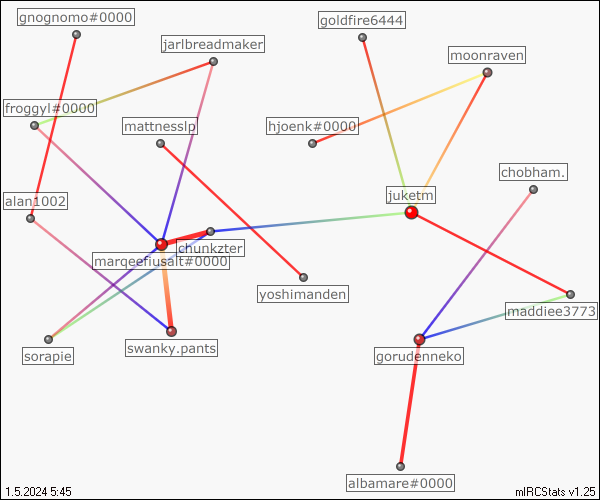 gnognomo#0000
goldfire6444
jarlbreadmaker
moonraven
froggyl#0000
mattnesslp
hjoenk#0000
chobham.
alan1002
juketm
chunkzter
marqeefiusalt#0000
yoshimanden
maddiee3773
sorapie
swanky.pants
gorudenneko
albamare#0000
1.5.2024 5:45
mIRCStats v1.25